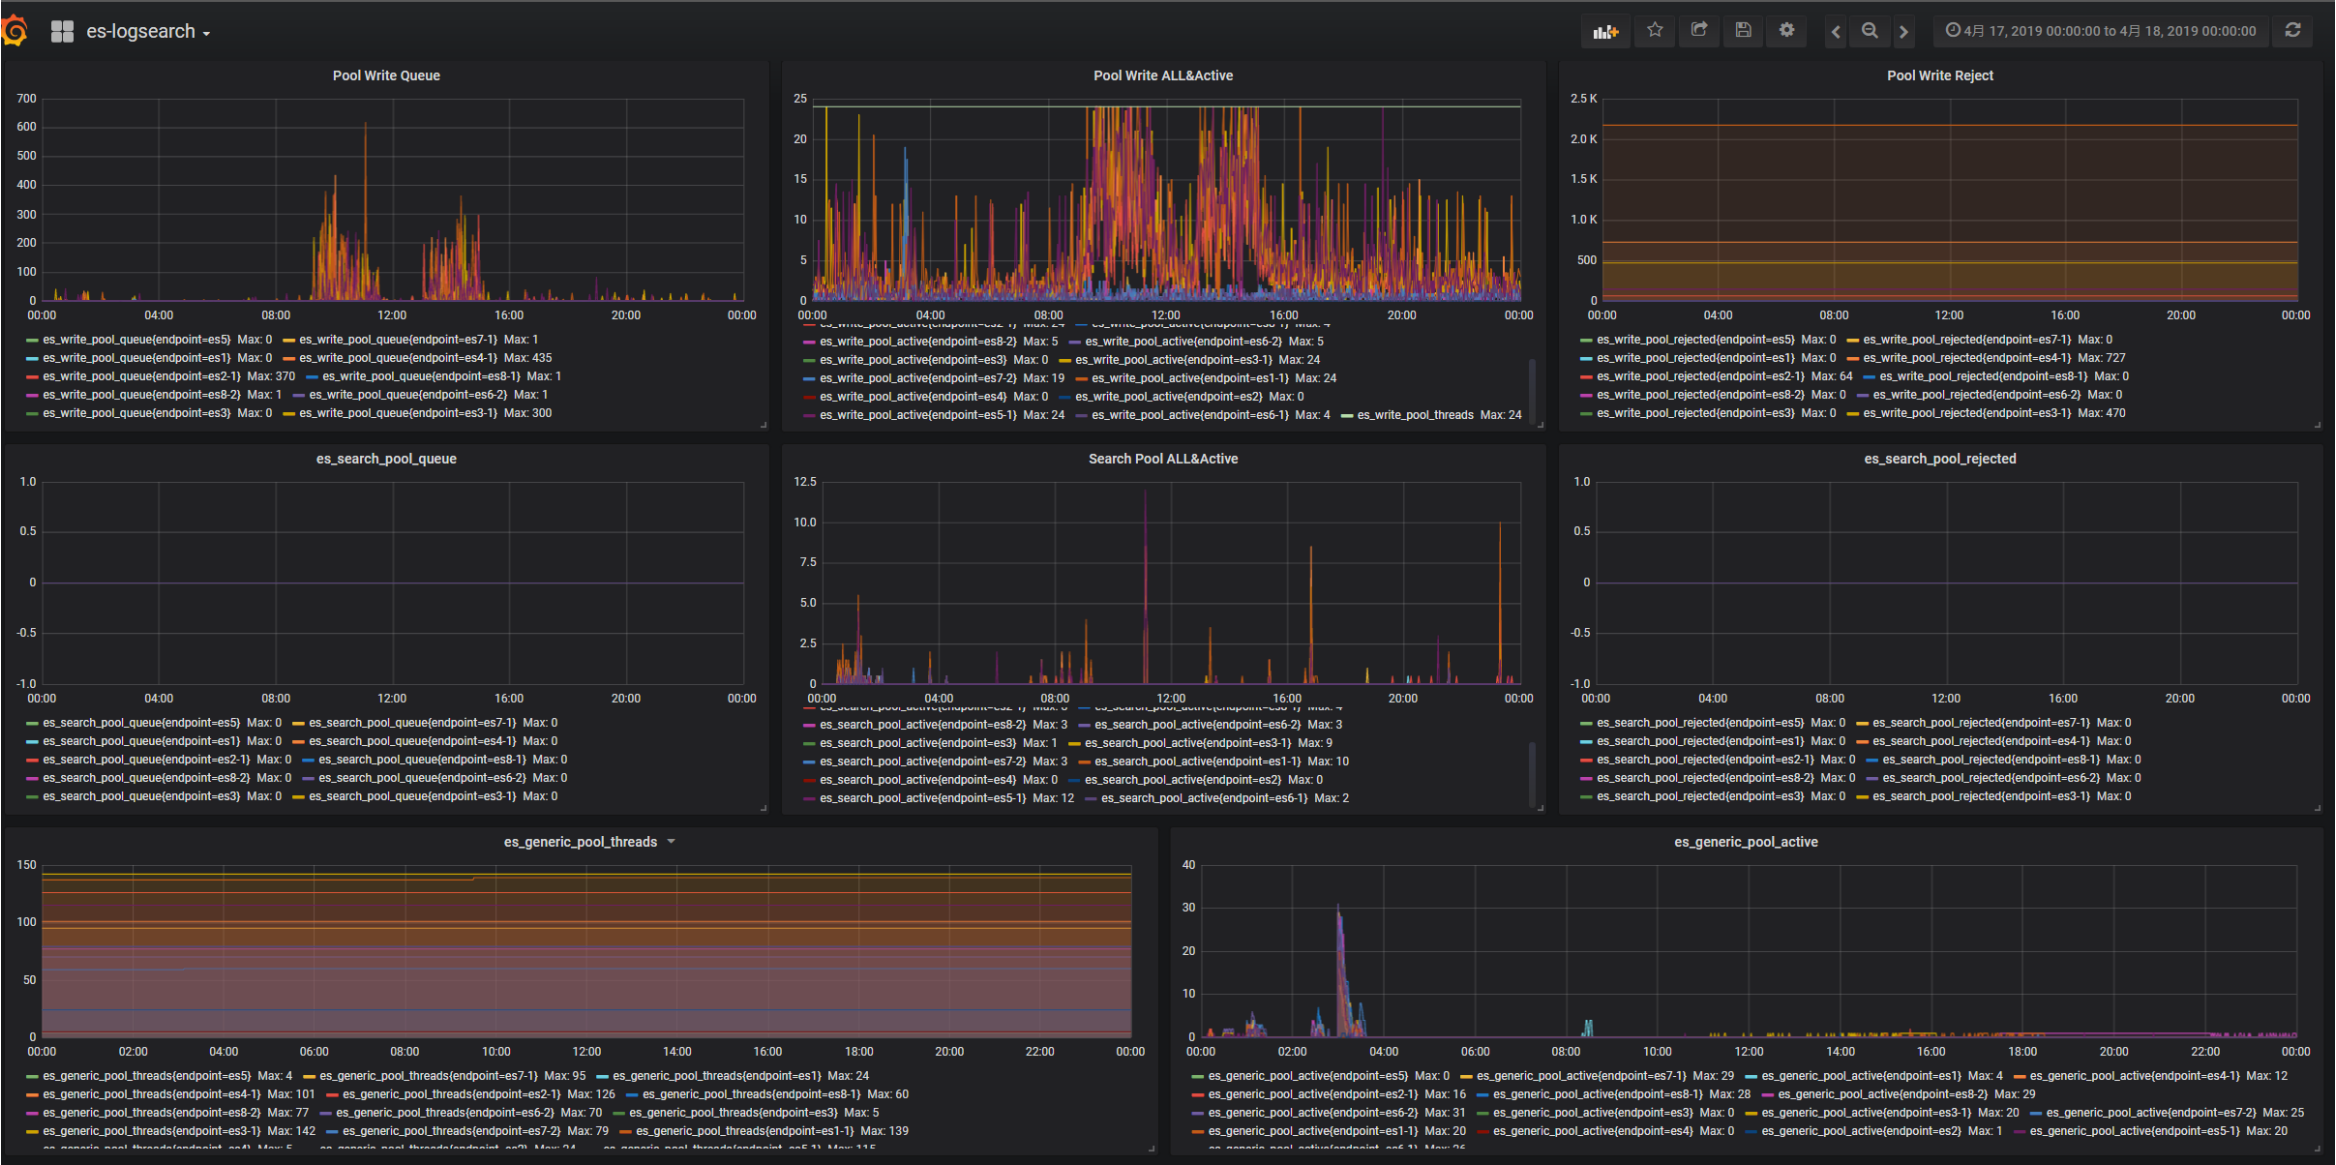 es-logsearch
4月 17, 2019 00:00:00 to 4月 18, 2019 00:00:00
Pool Write Queue
700
600
500
400
300
200
100
0
00:00 04:00 08:00 12:00 16:00 20:00 00:00
es_write_pool_queue{endpoint=es5} Max: 0 es_write_pool_queue{endpoint=es7-1} Max: 1
es_write_pool_queue{endpoint=es1} Max: 0 es_write_pool_queue{endpoint=es4-1} Max: 435
es_write_pool_queue{endpoint=es2-1} Max: 370 es_write_pool_queue{endpoint=es8-1} Max: 1
es_write_pool_queue{endpoint=es8-2} Max: 1 es_write_pool_queue{endpoint=es6-2} Max: 1
es_write_pool_queue{endpoint=es3} Max: 0 es_write_pool_queue{endpoint=es3-1} Max: 300
Pool Write ALL&Active
25
20
15
10
5
0
00:00 04:00 08:00 12:00 16:00 20:00 00:00
es_write_pool_active{endpoint=es2-1} Max: 24 es_write_pool_active{endpoint=es8-1} Max: 4
es_write_pool_active{endpoint=es8-2} Max: 5 es_write_pool_active{endpoint=es6-2} Max: 5
es_write_pool_active{endpoint=es3} Max: 0 es_write_pool_active{endpoint=es3-1} Max: 24
es_write_pool_active{endpoint=es7-2} Max: 19 es_write_pool_active{endpoint=es1-1} Max: 24
es_write_pool_active{endpoint=es4} Max: 0 es_write_pool_active{endpoint=es2} Max: 0
es_write_pool_active{endpoint=es5-1} Max: 24 es_write_pool_active{endpoint=es6-1} Max: 4 es_write_pool_threads Max: 24
Pool Write Reject
2.5 K
2.0 K
1.5 K
1.0 K
500
0
00:00 04:00 08:00 12:00 16:00 20:00 00:00
es_write_pool_rejected{endpoint=es5} Max: 0 es_write_pool_rejected{endpoint=es7-1} Max: 0
es_write_pool_rejected{endpoint=es1} Max: 0 es_write_pool_rejected{endpoint=es4-1} Max: 727
es_write_pool_rejected{endpoint=es2-1} Max: 64 es_write_pool_rejected{endpoint=es8-1} Max: 0
es_write_pool_rejected{endpoint=es8-2} Max: 0 es_write_pool_rejected{endpoint=es6-2} Max: 0
es_write_pool_rejected{endpoint=es3} Max: 0 es_write_pool_rejected{endpoint=es3-1} Max: 470
es_search_pool_queue
1.0
0.5
0
-0.5
-1.0
00:00 04:00 08:00 12:00 16:00 20:00 00:00
es_search_pool_queue{endpoint=es5} Max: 0 es_search_pool_queue{endpoint=es7-1} Max: 0
es_search_pool_queue{endpoint=es1} Max: 0 es_search_pool_queue{endpoint=es4-1} Max: 0
es_search_pool_queue{endpoint=es2-1} Max: 0 es_search_pool_queue{endpoint=es8-1} Max: 0
es_search_pool_queue{endpoint=es8-2} Max: 0 es_search_pool_queue{endpoint=es6-2} Max: 0
es_search_pool_queue{endpoint=es3} Max: 0 es_search_pool_queue{endpoint=es3-1} Max: 0
Search Pool ALL&Active
12.5
10.0
7.5
5.0
2.5
0
00:00 04:00 08:00 12:00 16:00 20:00 00:00
es_search_pool_active{endpoint=es8-2} Max: 3 es_search_pool_active{endpoint=es6-2} Max: 3
es_search_pool_active{endpoint=es3} Max: 1 es_search_pool_active{endpoint=es3-1} Max: 9
es_search_pool_active{endpoint=es7-2} Max: 3 es_search_pool_active{endpoint=es1-1} Max: 10
es_search_pool_active{endpoint=es4} Max: 0 es_search_pool_active{endpoint=es2} Max: 0
es_search_pool_active{endpoint=es5-1} Max: 12 es_search_pool_active{endpoint=es6-1} Max: 2
es_search_pool_rejected
1.0
0.5
0
-0.5
-1.0
00:00 04:00 08:00 12:00 16:00 20:00 00:00
es_search_pool_rejected{endpoint=es5} Max: 0 es_search_pool_rejected{endpoint=es7-1} Max: 0
es_search_pool_rejected{endpoint=es1} Max: 0 es_search_pool_rejected{endpoint=es4-1} Max: 0
es_search_pool_rejected{endpoint=es2-1} Max: 0 es_search_pool_rejected{endpoint=es8-1} Max: 0
es_search_pool_rejected{endpoint=es8-2} Max: 0 es_search_pool_rejected{endpoint=es6-2} Max: 0
es_search_pool_rejected{endpoint=es3} Max: 0 es_search_pool_rejected{endpoint=es3-1} Max: 0
es_generic_pool_threads
150
100
50
0
00:00 02:00 04:00 06:00 08:00 10:00 12:00 14:00 16:00 18:00 20:00 22:00 00:00
es_generic_pool_threads{endpoint=es5} Max: 4 es_generic_pool_threads{endpoint=es7-1} Max: 95 es_generic_pool_threads{endpoint=es1} Max: 24
es_generic_pool_threads{endpoint=es4-1} Max: 101 es_generic_pool_threads{endpoint=es2-1} Max: 126 es_generic_pool_threads{endpoint=es8-1} Max: 60
es_generic_pool_threads{endpoint=es8-2} Max: 77 es_generic_pool_threads{endpoint=es6-2} Max: 70 es_generic_pool_threads{endpoint=es3} Max: 5
es_generic_pool_threads{endpoint=es3-1} Max: 142 es_generic_pool_threads{endpoint=es7-2} Max: 79 es_generic_pool_threads{endpoint=es1-1} Max: 139
es_generic_pool_active
40
30
20
10
0
00:00 02:00 04:00 06:00 08:00 10:00 12:00 14:00 16:00 18:00 20:00 22:00 00:00
es_generic_pool_active{endpoint=es5} Max: 0 es_generic_pool_active{endpoint=es7-1} Max: 29 es_generic_pool_active{endpoint=es1} Max: 4 es_generic_pool_active{endpoint=es4-1} Max: 12
es_generic_pool_active{endpoint=es2-1} Max: 16 es_generic_pool_active{endpoint=es8-1} Max: 28 es_generic_pool_active{endpoint=es8-2} Max: 29
es_generic_pool_active{endpoint=es6-2} Max: 31 es_generic_pool_active{endpoint=es3} Max: 0 es_generic_pool_active{endpoint=es3-1} Max: 20 es_generic_pool_active{endpoint=es7-2} Max: 25
es_generic_pool_active{endpoint=es1-1} Max: 20 es_generic_pool_active{endpoint=es4} Max: 0 es_generic_pool_active{endpoint=es2} Max: 1 es_generic_pool_active{endpoint=es5-1} Max: 20